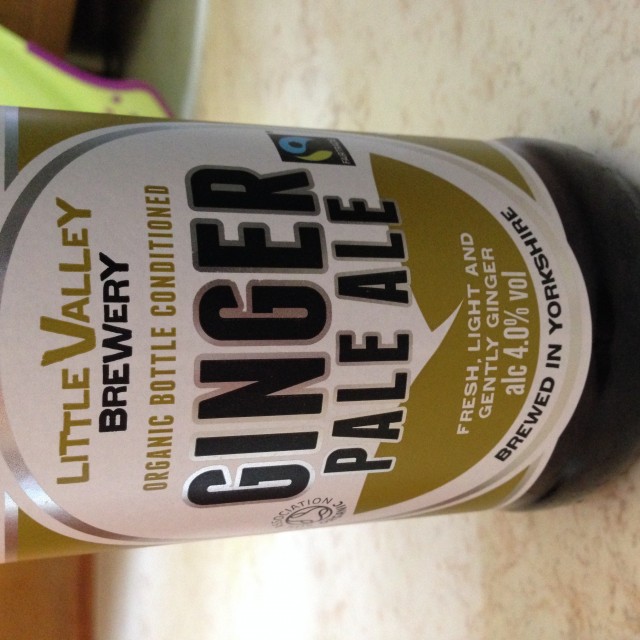 LITTLE VALLEY
BREWERY
ORGANIC BOTTLE CONDITIONED
GINGER
PALE ALE
FRESH, LIGHT AND
GENTLY GINGER
alc 4.0% vol
BREWED IN YORKSHIRE